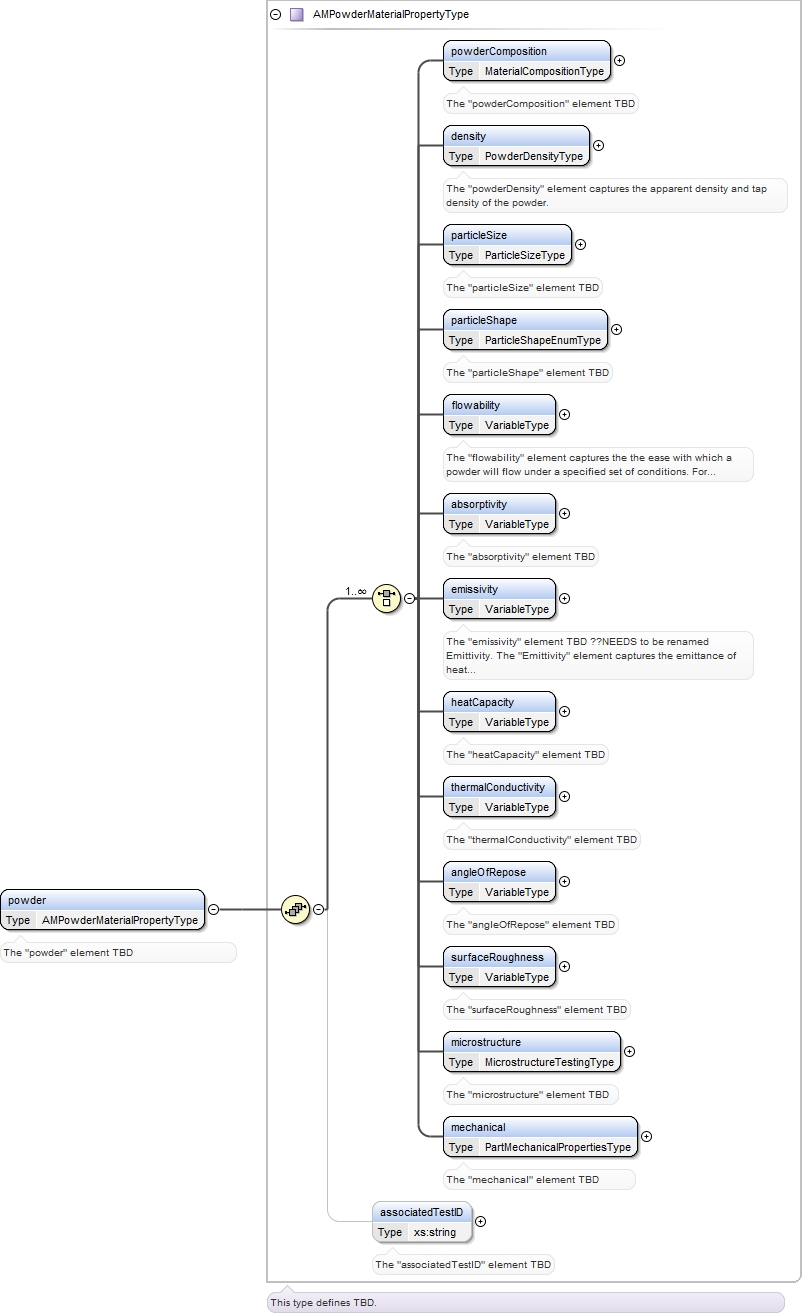 AMPowderMaterialPropertyType
powderComposition
Type MaterialCompositionType
The "powderComposition" element TBD
density
Type PowderDensityType
The "powderDensity" element captures the apparent density and tap
density of the powder.
particleSize
Type ParticleSizeType
The "particleSize" element TBD
particleShape
Type ParticleShapeEnumType
The "particleShape" element TBD
flowability
Type VariableType
The "flowability" element captures the the ease with which a
powder will flow under a specified set of conditions. For...
absorptivity
Type VariableType
The "absorptivity" element TBD
1..∞
emissivity
Type VariableType
The "emissivity" element TBD ??NEEDS to be renamed
Emittivity. The "Emittivity" element captures the emittance of
heat...
heatCapacity
Type VariableType
The "heatCapacity" element TBD
thermalConductivity
Type VariableType
The "thermalConductivity" element TBD
angleOfRepose
Type VariableType
The "angleOfRepose" element TBD
powder
Type AMPowderMaterialPropertyType
The "powder" element TBD
surfaceRoughness
Type VariableType
The "surfaceRoughness" element TBD
microstructure
Type MicrostructureTestingType
The "microstructure" element TBD
mechanical
Type PartMechanicalPropertiesType
The "mechanical" element TBD
associatedTestID
Type xs:string
The "associatedTestID" element TBD
This type defines TBD.